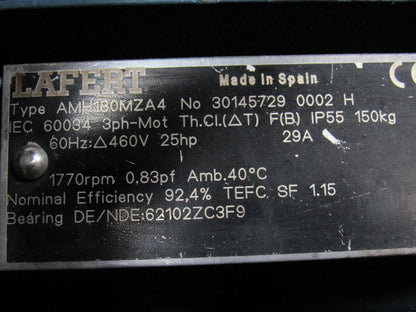 LAFERT Made in Spain CE
Type AMH180MZA4 No 30145729 0002 H
IEC 60034 3ph-Mot Th.Cl.(ΔT) F(B) IP55 150kg
60Hz:Δ460V 25hp 29A
1770rpm 0,83pf Amb.40°C
Nominal Efficiency 92,4% TEFC SF 1.15
Bearing DE/NDE:62102ZC3F9